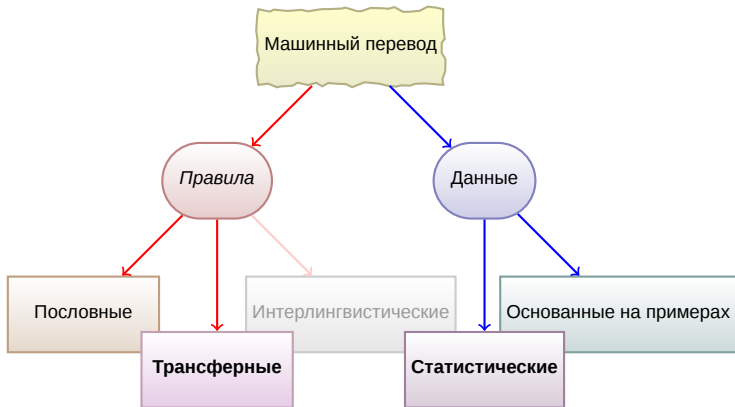 Машинный перевод
Правила
Данные
Пословные
Интерлингвистические
Основанные на примерах
Трансферные
Статистические